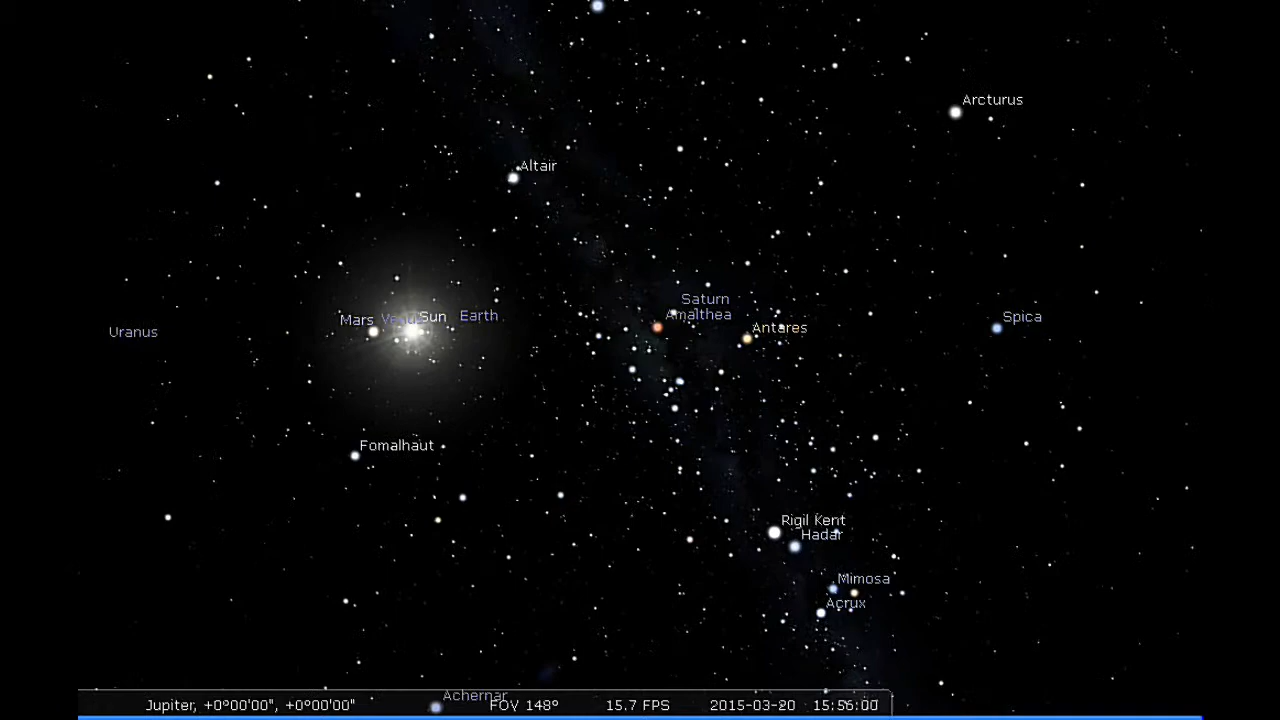 Arcturus
Altair
Saturn
Amalthea
Mars Venus Sun Earth
Spica
Antares
Uranus
Fomalhaut
Rigil Kent
Hadar
Mimosa
Acrux
Achernar
Jupiter, +0°00'00", +0°00'00" FOV 148° 15.7 FPS 2015-03-20 15:56:00